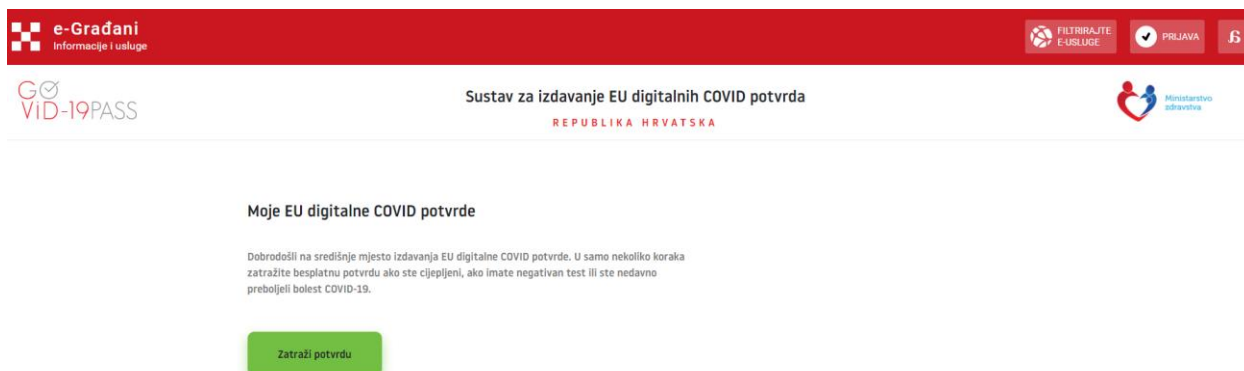 e-Građani
Informacije i usluge
FILTRIRAJTE
E-USLUGE
PRIJAVA
GO
ViD-19PASS
Sustav za izdavanje EU digitalnih COVID potvrda
REPUBLIKA HRVATSKA
Ministarstvo
zdravstva
Moje EU digitalne COVID potvrde
Dobrodošli na središnje mjesto izdavanja EU digitalne COVID potvrde. U samo nekoliko koraka
zatražite besplatnu potvrdu ako ste cijepljeni, ako imate negativan test ili ste nedavno
preboljeli bolest COVID-19.
Zatraži potvrdu